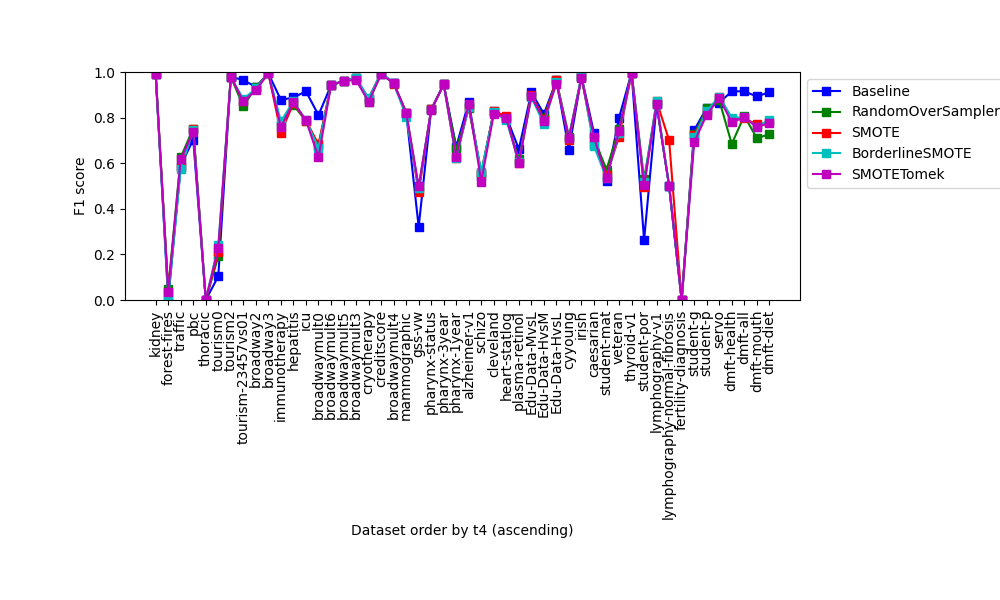 1.0
0.8
0.6
0.4
0.2
0.0
F1 score
Baseline
RandomOverSampler
SMOTE
BorderlineSMOTE
SMOTETomek
kidney
forest-fires
traffic
pbc
thoracic
tourism0
tourism2
tourism-23457vs01
broadway2
broadway3
immunotherapy
hepatitis
icu
broadwaymult0
broadwaymult6
broadwaymult5
broadwaymult3
cryotherapy
creditscore
broadwaymult4
mammographic
gss-vw
pharynx-status
pharynx-3year
pharynx-1year
alzheimer-v1
schizo
cleveland
heart-statlog
plasma-retinol
Edu-Data-MvsL
Edu-Data-HvsM
Edu-Data-HvsL
cyyoung
irish
caesarian
student-mat
veteran
thyroid-v1
student-por
lymphography-v1
lymphography-normal-fibrosis
fertility-diagnosis
student-g
student-p
servo
dmft-health
dmft-all
dmft-mouth
dmft-diet
Dataset order by t4 (ascending)